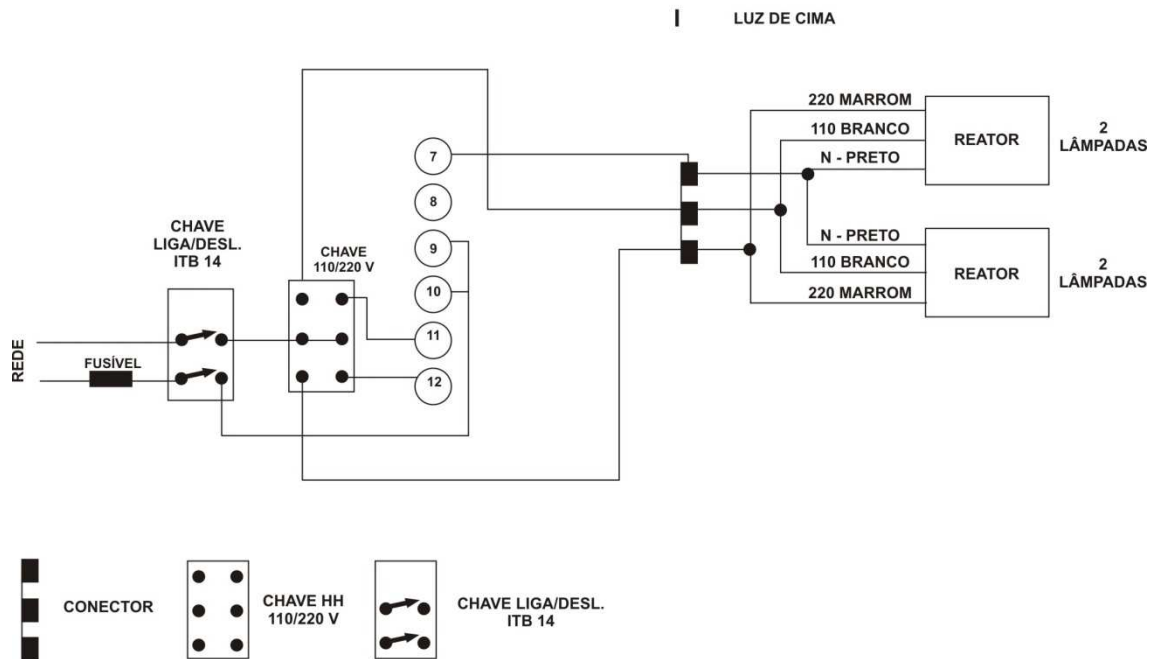 I LUZ DE CIMA
220 MARROM
110 BRANCO
N - PRETO
REATOR
2
LÂMPADAS
7
8
9
10
11
12
CHAVE
LIGA/DESL.
ITB 14
CHAVE
110/220 V
N - PRETO
110 BRANCO
220 MARROM
REATOR
2
LÂMPADAS
REDE
FUSÍVEL
CONECTOR
CHAVE HH
110/220 V
CHAVE LIGA/DESL.
ITB 14